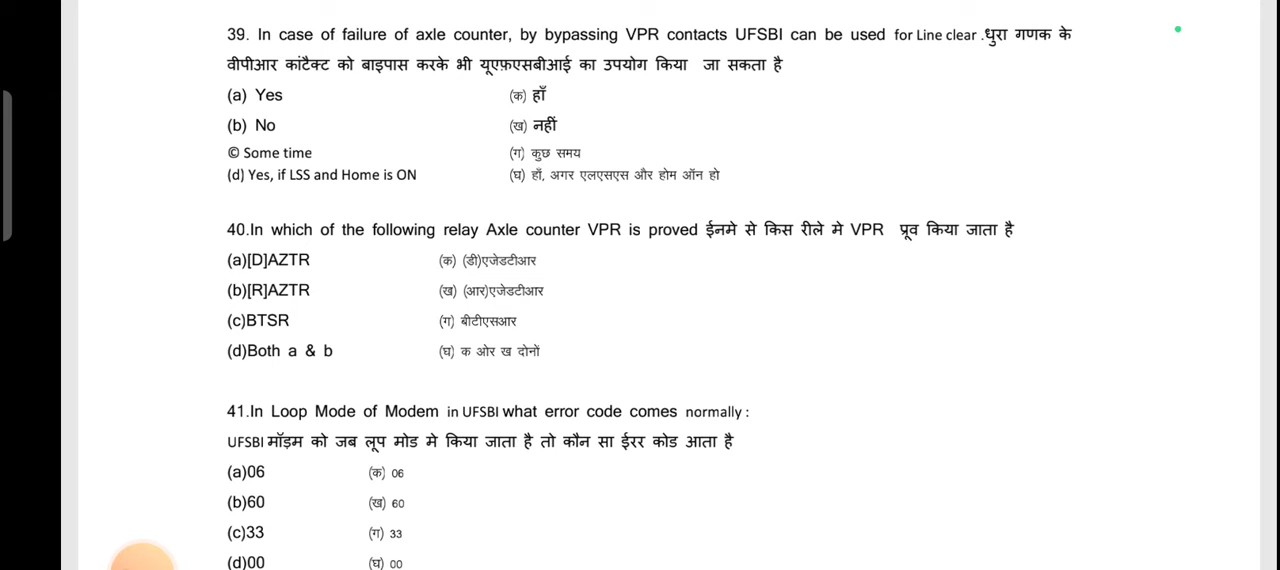 39. In case of failure of axle counter, by bypassing VPR contacts UFSBI can be used for Line clear .धुरा गणक के
वीपीआर कांटैक्ट को बाइपास करके भी यूएफ़एसबीआई का उपयोग किया जा सकता है
(a) Yes (क) हाँ
(b) No (ख) नहीं
© Some time (ग) कुछ समय
(d) Yes, if LSS and Home is ON (घ) हाँ, अगर एलएसएस और होम ऑन हो
40.In which of the following relay Axle counter VPR is proved ईनमे से किस रीले मे VPR प्रूव किया जाता है
(a)[D]AZTR (क) (डी)एजेडटीआर
(b)[R]AZTR (ख) (आर)एजेडटीआर
(c)BTSR (ग) बीटीएसआर
(d)Both a & b (घ) क ओर ख दोनों
41.In Loop Mode of Modem in UFSBI what error code comes normally :
UFSBI मॉड़म को जब लूप मोड मे किया जाता है तो कौन सा ईरर कोड आता है
(a)06 (क) 06
(b)60 (ख) 60
(c)33 (ग) 33
(d)00 (घ) 00